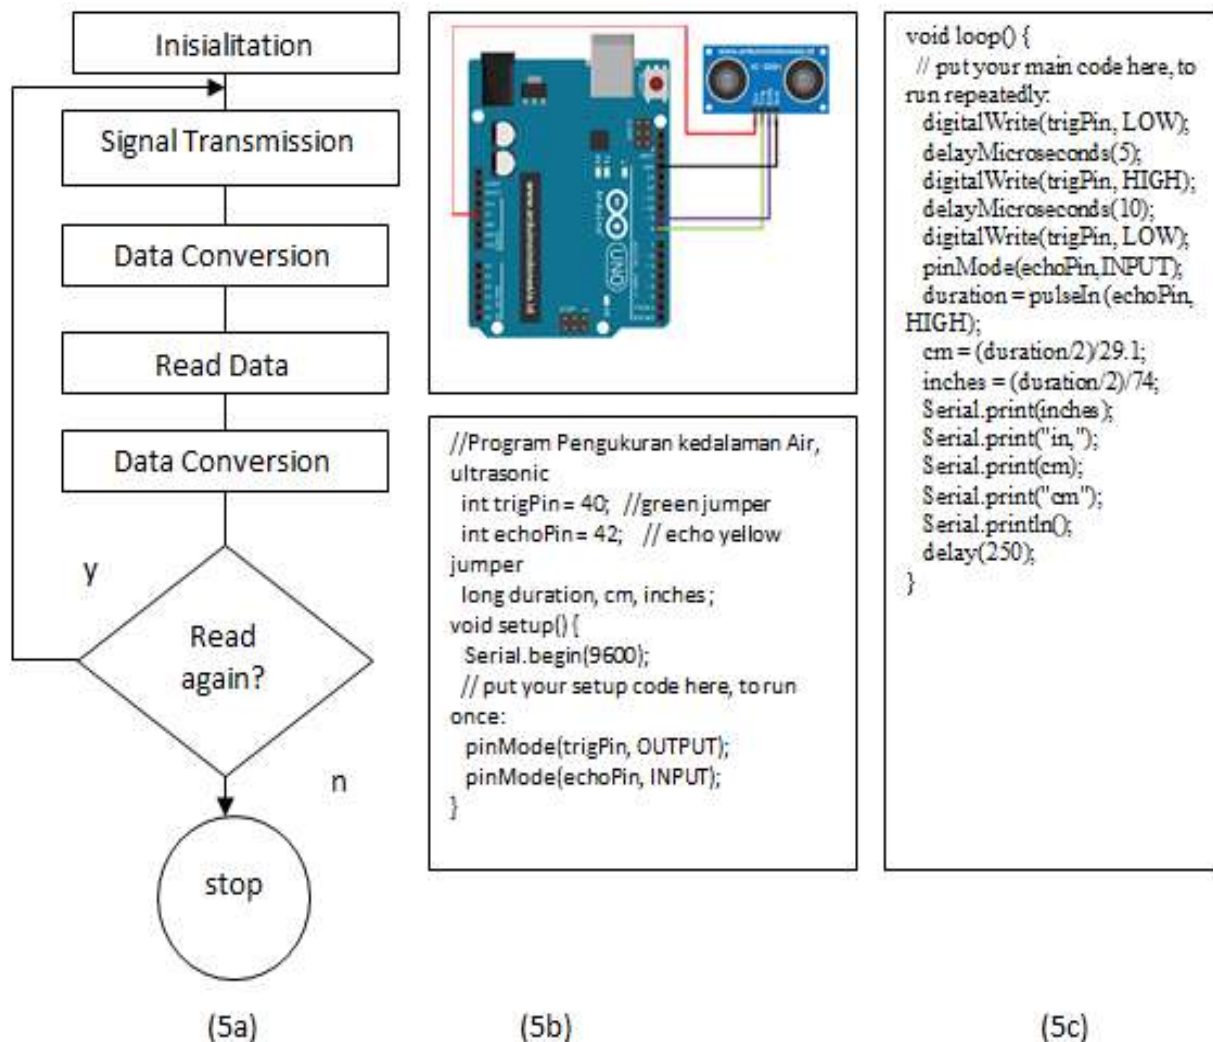 Inisialitation
Signal Transmission
Data Conversion
Read Data
Data Conversion
y
Read
again?
n
stop
(5a)
UNO
//Program Pengukuran kedalaman Air,
ultrasonic
int trigPin = 40; //green jumper
int echoPin = 42; // echo yellow
jumper
long duration, cm, inches ;
void setup() {
Serial.begin(9600);
// put your setup code here, to run
once:
pinMode(trigPin, OUTPUT);
pinMode(echoPin, INPUT);
}
(5b)
void loop() {
// put your main code here, to
run repeatedly:
digitalWrite(trigPin, LOW);
delayMicroseconds(5);
digitalWrite(trigPin, HIGH);
delayMicroseconds(10);
digitalWrite(trigPin, LOW);
pinMode(echoPin,INPUT);
duration = pulseIn (echoPin,
HIGH);
cm = (duration/2)/29.1;
inches = (duration/2)/74;
Serial.print(inches);
Serial.print("in,");
Serial.print(cm);
Serial.print("cm");
Serial.println();
delay(250);
}
(5c)